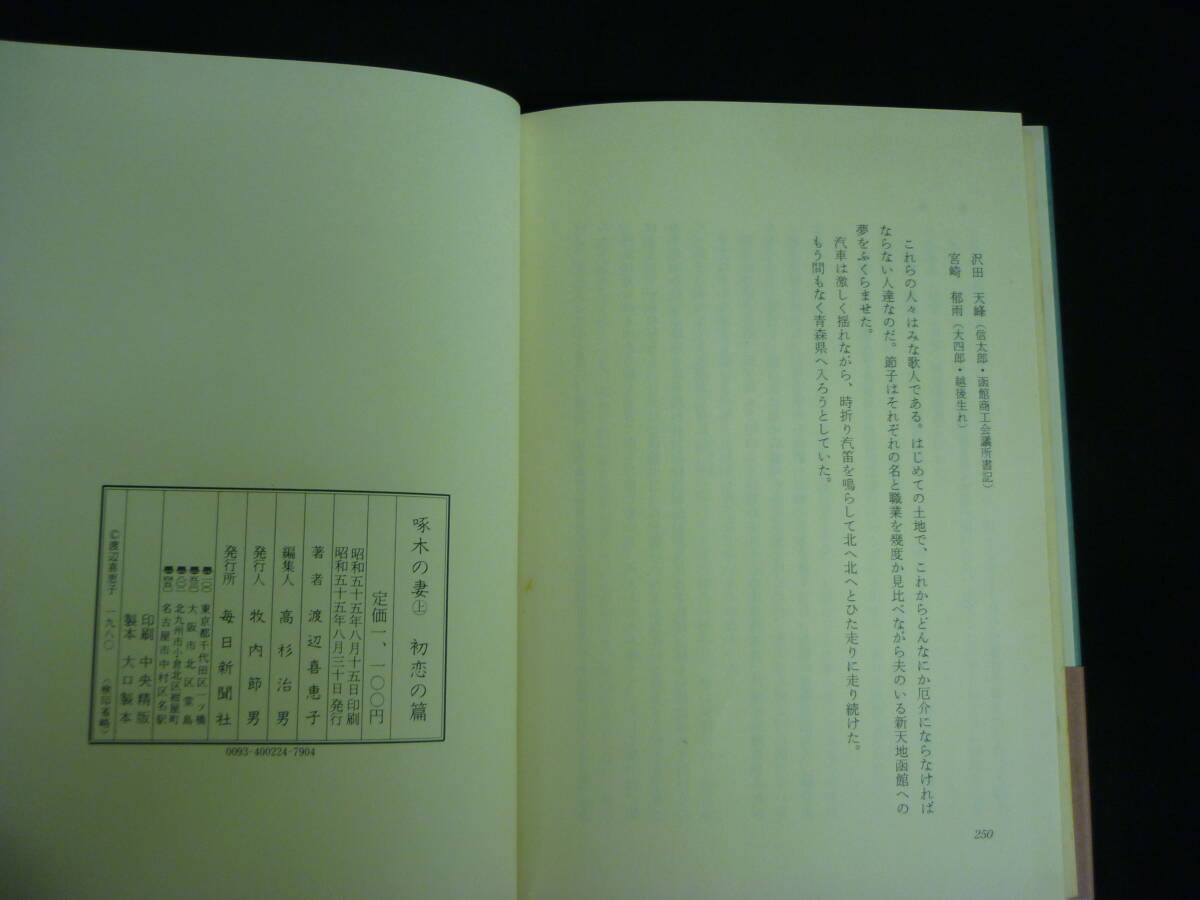 沢田　天峰（信太郎・函館商工会議所書記）
宮崎　郁雨（大四郎・越後生れ）
これらの人々はみな歌人である。はじめての土地で、これからどんなにか厄介にならなければ
ならない人達なのだ。節子はそれぞれの名と職業を幾度か見比べながら夫のいる新天地函館への
夢をふくらませた。
汽車は激しく揺れながら、時折り汽笛を鳴らして北へ北へとひた走りに走り続けた。
もう間もなく青森県へ入ろうとしていた。
250
啄木の妻㊤　初恋の篇
定価一、一〇〇円
昭和五十五年八月十五日印刷
昭和五十五年八月三十日発行
著者　渡辺喜恵子
編集人　高杉治男
発行人　牧内節男
発行所　毎日新聞社
東京都千代田区一ッ橋
大阪市北区堂島
北九州市小倉北区紺屋町
名古屋市中村区名駅
印刷　中央精版
製本　大口製本
©渡辺喜恵子　一九八〇　（検印省略）
0093-400224-7904